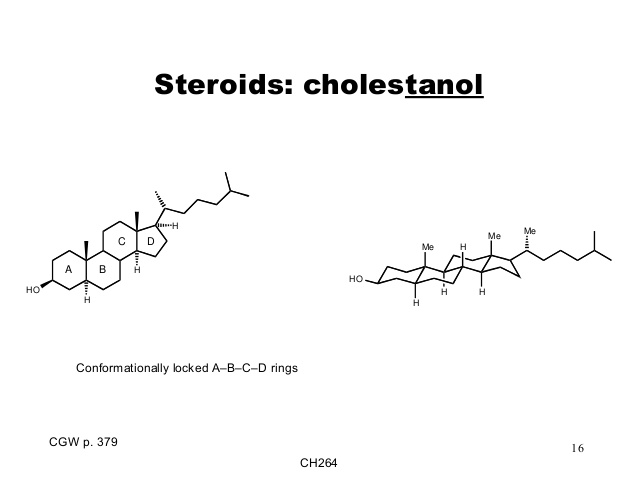 Steroids: cholestanol
C D H
A B
HO H H
Me Me Me
H
HO
H H
H
Conformationally locked A–B–C–D rings
CGW p. 379
16
CH264